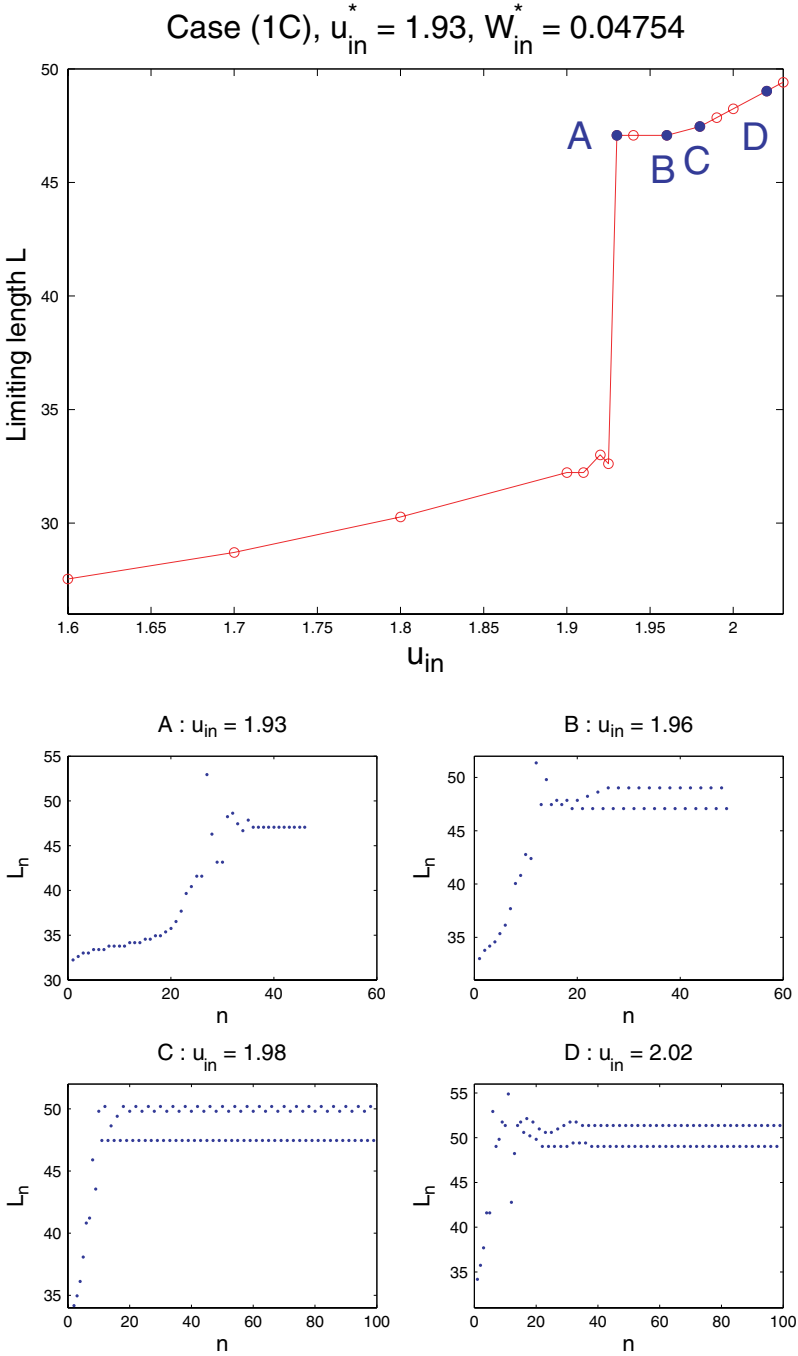 Case (1C), u*in = 1.93, W*in = 0.04754
50
45
40
35
30
Limiting length L
A
B
C
D
1.6
1.65
1.7
1.75
1.8
1.85
1.9
1.95
2
uin
A : uin = 1.93
55
50
45
40
35
30
Ln
0
20
40
60
n
B : uin = 1.96
50
45
40
35
Ln
0
20
40
60
n
C : uin = 1.98
50
45
40
35
Ln
0
20
40
60
80
100
n
D : uin = 2.02
55
50
45
40
35
Ln
0
20
40
60
80
100
n